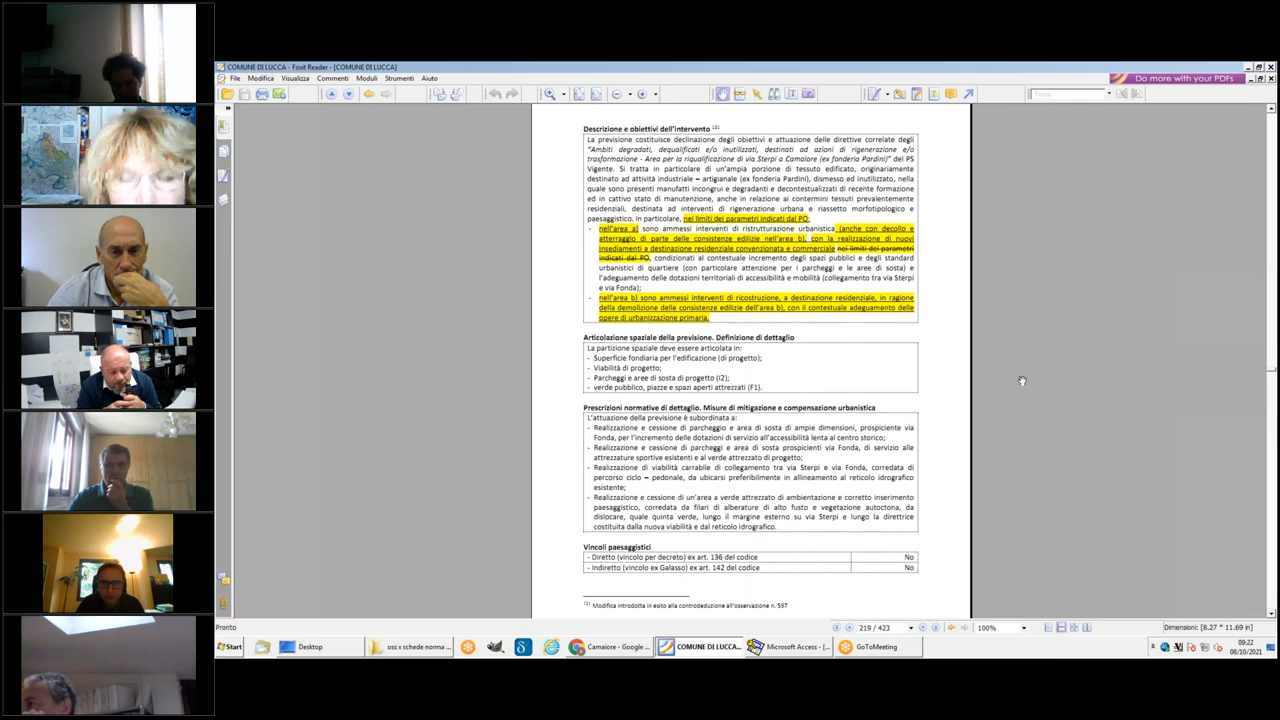 COMUNE DI LUCCA - Foxit Reader - [COMUNE DI LUCCA]
File Modifica Visualizza Commenti Moduli Strumenti Aiuto
Do more with your PDFs
Trova
Descrizione e obiettivi dell'intervento [2]
La previsione costituisce declinazione degli obiettivi e attuazione delle direttive correlate degli
"Ambiti degradati, dequalificati e/o inutilizzati, destinati ad azioni di rigenerazione e/o
trasformazione - Area per la riqualificazione di via Sterpi a Camaiore (ex fonderia Pardini)" del PS
Vigente. Si tratta in particolare di un'ampia porzione di tessuto edificato, originariamente
destinato ad attività industriale – artigianale (ex fonderia Pardini), dismesso ed inutilizzato, nella
quale sono presenti manufatti incongrui e degradanti e decontestualizzati di recente formazione
ed in cattivo stato di manutenzione, anche in relazione ai contermini tessuti prevalentemente
residenziali, destinata ad interventi di rigenerazione urbana e riassetto morfotipologico e
paesaggistico. In particolare, nei limiti dei parametri indicati dal PO:
- nell'area a) sono ammessi interventi di ristrutturazione urbanistica (anche con decollo e
atterraggio di parte delle consistenze edilizie nell'area b), con la realizzazione di nuovi
insediamenti a destinazione residenziale convenzionata e commerciale nei limiti dei parametri
indicati dal PO, condizionati al contestuale incremento degli spazi pubblici e degli standard
urbanistici di quartiere (con particolare attenzione per i parcheggi e le aree di sosta) e
l'adeguamento delle dotazioni territoriali di accessibilità e mobilità (collegamento tra via Sterpi
e via Fonda);
- nell'area b) sono ammessi interventi di ricostruzione, a destinazione residenziale, in ragione
della demolizione delle consistenze edilizie dell'area b), con il contestuale adeguamento delle
opere di urbanizzazione primaria.
Articolazione spaziale della previsione. Definizione di dettaglio
La partizione spaziale deve essere articolata in:
- Superficie fondiaria per l'edificazione (di progetto);
- Viabilità di progetto;
- Parcheggi e aree di sosta di progetto (I2);
- verde pubblico, piazze e spazi aperti attrezzati (F1).
Prescrizioni normative di dettaglio. Misure di mitigazione e compensazione urbanistica
L'attuazione della previsione è subordinata a:
- Realizzazione e cessione di parcheggio e area di sosta di ample dimensioni, prospiciente via
Fonda, per l'incremento delle dotazioni di servizio all'accessibilità lenta al centro storico;
- Realizzazione e cessione di parcheggi e area di sosta prospicienti via Fonda, di servizio alle
attrezzature sportive esistenti e al verde attrezzato di progetto;
- Realizzazione di viabilità carrabile di collegamento tra via Sterpi e via Fonda, corredata di
percorso ciclo – pedonale, da ubicarsi preferibilmente in allineamento al reticolo idrografico
esistente;
- Realizzazione e cessione di un'area a verde attrezzato di ambientazione e corretto inserimento
paesaggistico, corredata da filari di alberature di alto fusto e vegetazione autoctona, da
dislocare, quale quinta verde, lungo il margine esterno su via Sterpi e lungo la direttrice
costituita dalla nuova viabilità e dal reticolo idrografico.
Vincoli paesaggistici
- Diretto (vincolo per decreto) ex art. 136 del codice No
- Indiretto (vincolo ex Galasso) ex art. 142 del codice No
Modifica introdotta in esito alla controdeduzione all'osservazione n. 597
Pronto 219 / 423 100% Dimensioni: [8.27 * 11.69 in]
Start Desktop oss x schede norma ... Camaiore - Google ... COMUNE DI LUCCA... Microsoft Access - [... GoToMeeting
09:22
08/10/2021